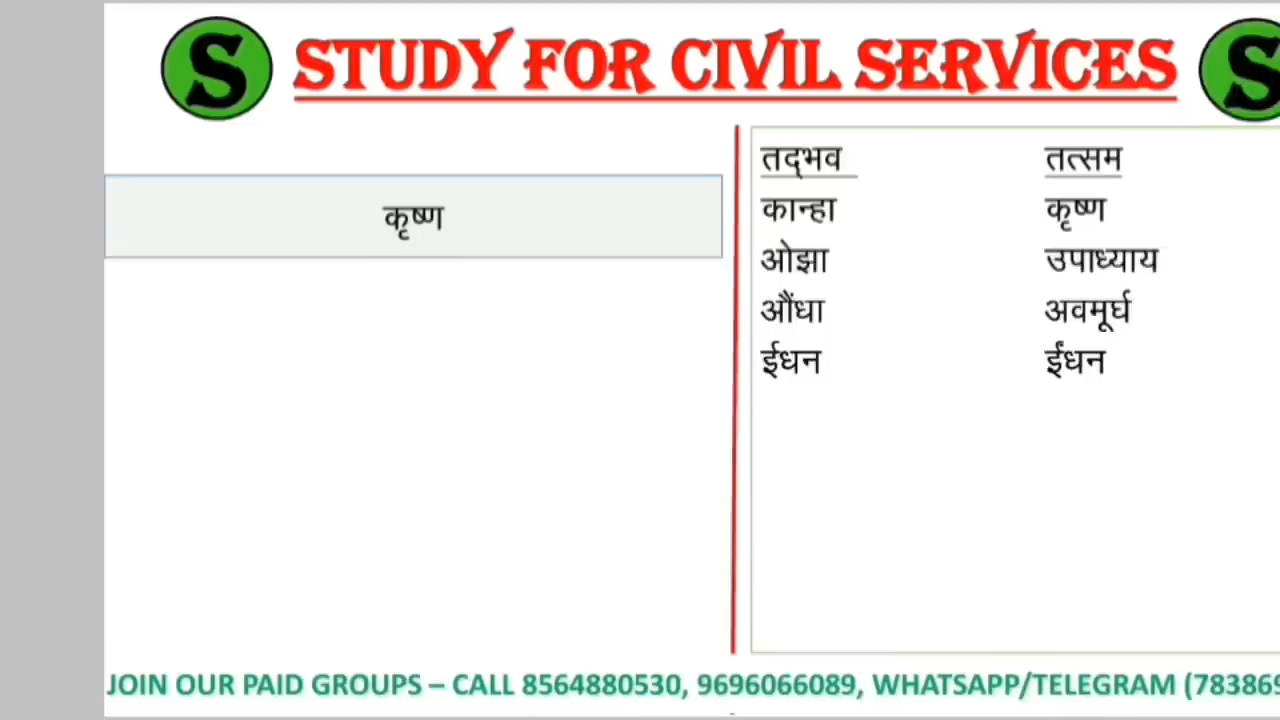 S STUDY FOR CIVIL SERVICES S
कृष्ण
तद्भव तत्सम
कान्हा कृष्ण
ओझा उपाध्याय
औंधा अवमूर्घ
ईधन ईंधन
JOIN OUR PAID GROUPS – CALL 8564880530, 9696066089, WHATSAPP/TELEGRAM (78386